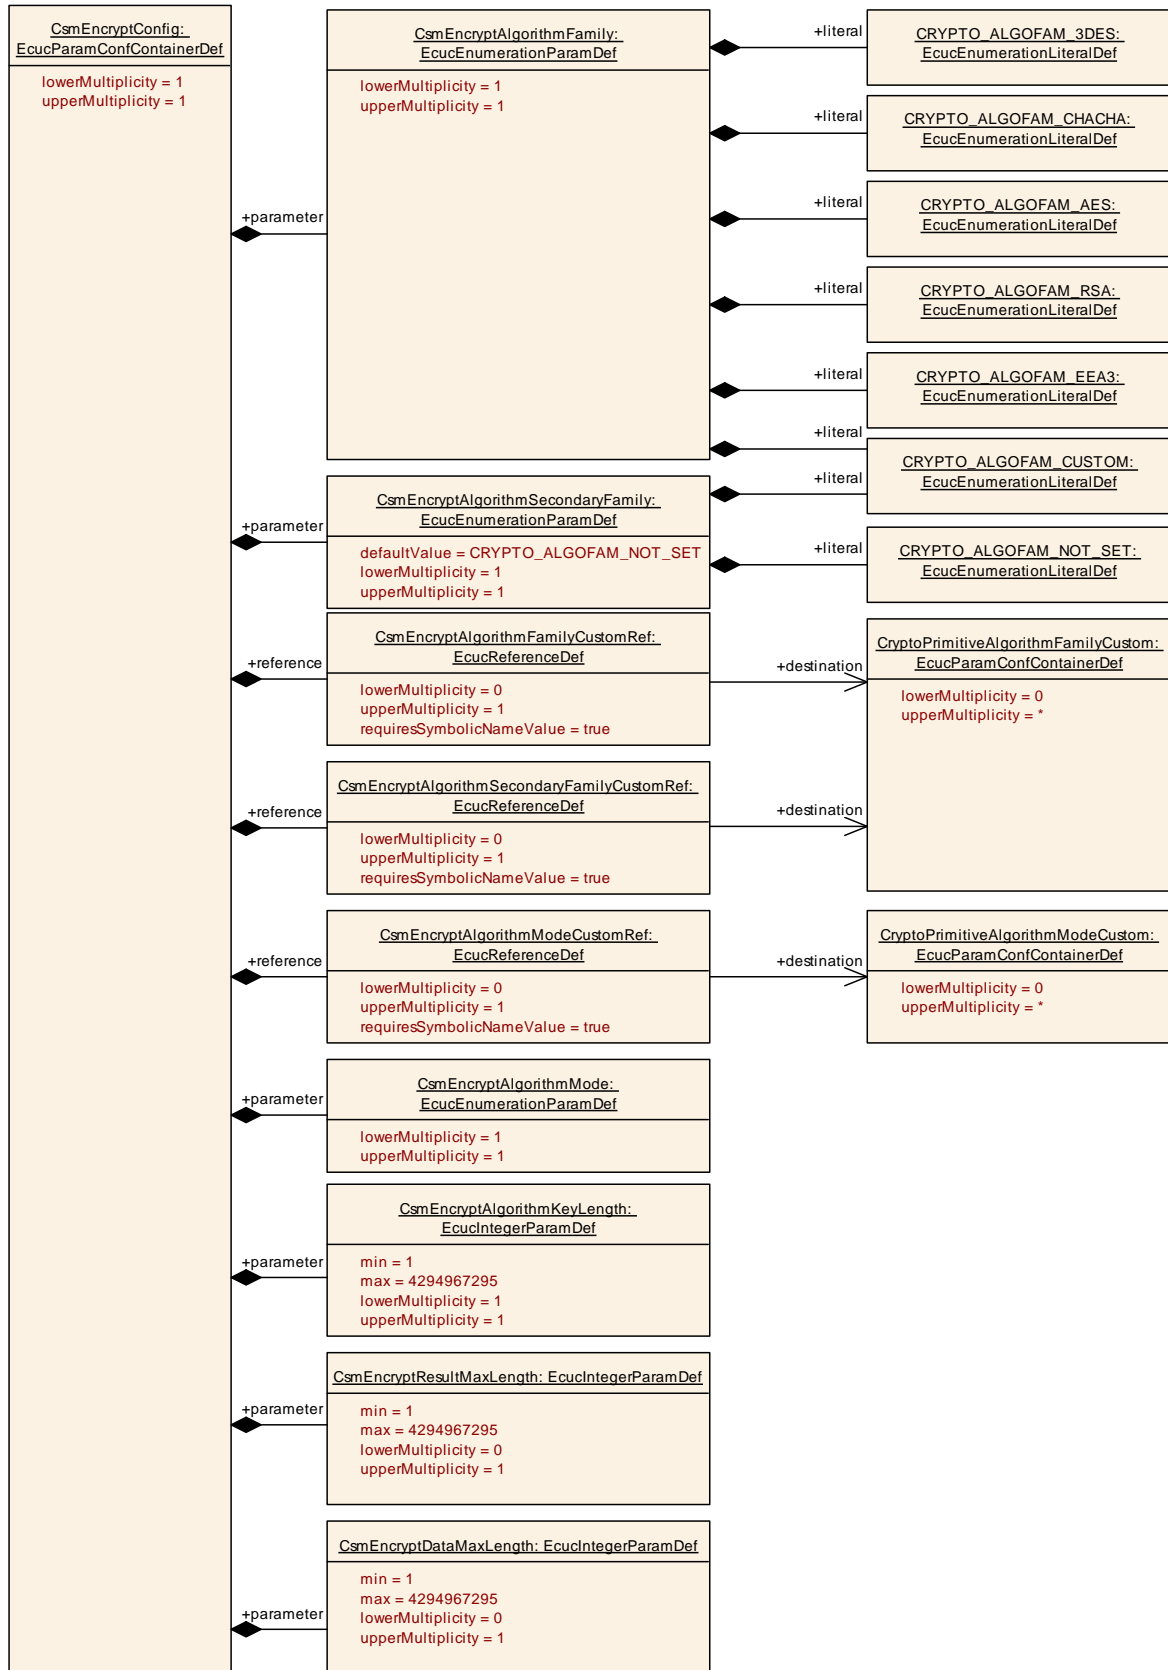 CsmEncryptConfig:
EcucParamConfContainerDef
lowerMultiplicity = 1
upperMultiplicity = 1
+parameter
CsmEncryptAlgorithmFamily:
EcucEnumerationParamDef
lowerMultiplicity = 1
upperMultiplicity = 1
+literal
CRYPTO_ALGOFAM_3DES:
EcucEnumerationLiteralDef
+literal
CRYPTO_ALGOFAM_CHACHA:
EcucEnumerationLiteralDef
+literal
CRYPTO_ALGOFAM_AES:
EcucEnumerationLiteralDef
+literal
CRYPTO_ALGOFAM_RSA:
EcucEnumerationLiteralDef
+literal
CRYPTO_ALGOFAM_EEA3:
EcucEnumerationLiteralDef
+literal
CRYPTO_ALGOFAM_CUSTOM:
EcucEnumerationLiteralDef
+parameter
CsmEncryptAlgorithmSecondaryFamily:
EcucEnumerationParamDef
defaultValue = CRYPTO_ALGOFAM_NOT_SET
lowerMultiplicity = 1
upperMultiplicity = 1
+literal
+literal
CRYPTO_ALGOFAM_NOT_SET:
EcucEnumerationLiteralDef
+reference
CsmEncryptAlgorithmFamilyCustomRef:
EcucReferenceDef
lowerMultiplicity = 0
upperMultiplicity = 1
requiresSymbolicNameValue = true
+destination
CryptoPrimitiveAlgorithmFamilyCustom:
EcucParamConfContainerDef
lowerMultiplicity = 0
upperMultiplicity = *
+reference
CsmEncryptAlgorithmSecondaryFamilyCustomRef:
EcucReferenceDef
lowerMultiplicity = 0
upperMultiplicity = 1
requiresSymbolicNameValue = true
+destination
+reference
CsmEncryptAlgorithmModeCustomRef:
EcucReferenceDef
lowerMultiplicity = 0
upperMultiplicity = 1
requiresSymbolicNameValue = true
+destination
CryptoPrimitiveAlgorithmModeCustom:
EcucParamConfContainerDef
lowerMultiplicity = 0
upperMultiplicity = *
+parameter
CsmEncryptAlgorithmMode:
EcucEnumerationParamDef
lowerMultiplicity = 1
upperMultiplicity = 1
+parameter
CsmEncryptAlgorithmKeyLength:
EcucIntegerParamDef
min = 1
max = 4294967295
lowerMultiplicity = 1
upperMultiplicity = 1
+parameter
CsmEncryptResultMaxLength: EcucIntegerParamDef
min = 1
max = 4294967295
lowerMultiplicity = 0
upperMultiplicity = 1
+parameter
CsmEncryptDataMaxLength: EcucIntegerParamDef
min = 1
max = 4294967295
lowerMultiplicity = 0
upperMultiplicity = 1